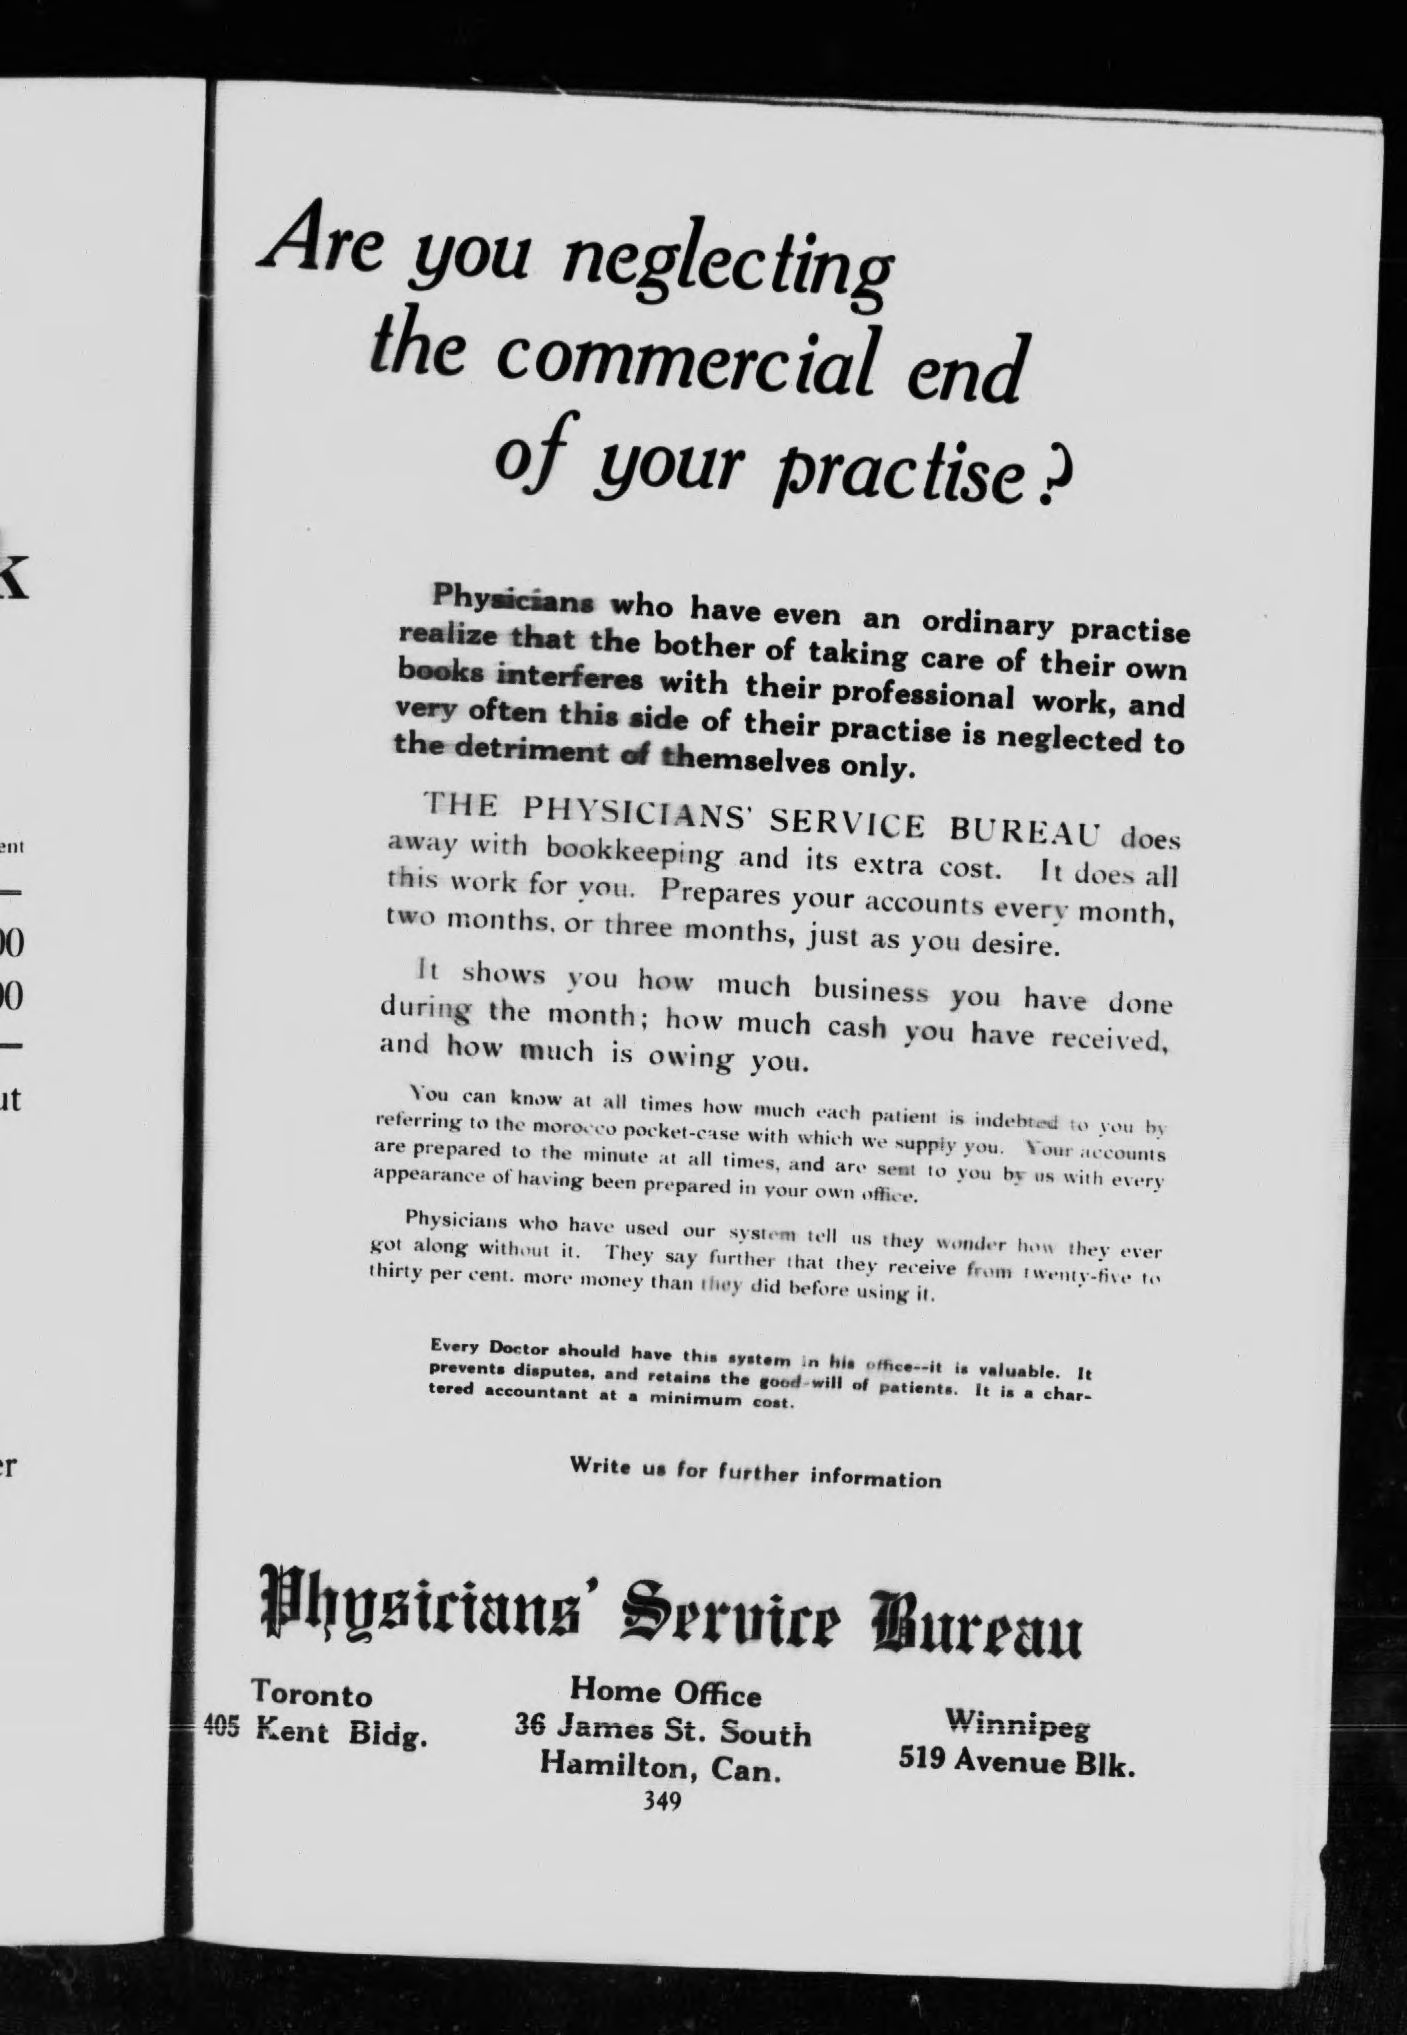 Are you neglecting
the commercial end
of your practise?
Physicians who have even an ordinary practise
realize that the bother of taking care of their own
books interferes with their professional work, and
very often this side of their practise is neglected to
the detriment of themselves only.
THE PHYSICIANS' SERVICE BUREAU does
away with bookkeeping and its extra cost. It does all
this work for you. Prepares your accounts every month,
two months, or three months, just as you desire.
It shows you how much business you have done
during the month; how much cash you have received,
and how much is owing you.
You can know at all times how much each patient is indebted to you by
referring to the morocco pocket-case with which we supply you. Your accounts
are prepared to the minute at all times, and are sent to you by us with every
appearance of having been prepared in your own office.
Physicians who have used our system tell us they wonder how they ever
got along without it. They say further that they receive from twenty-five to
thirty per cent. more money than they did before using it.
Every Doctor should have this system in his office--it is valuable. It
prevents disputes, and retains the good-will of patients. It is a char-
tered accountant at a minimum cost.
Write us for further information
Physicians' Service Bureau
Toronto
405 Kent Bldg.
Home Office
36 James St. South
Hamilton, Can.
Winnipeg
519 Avenue Blk.
349